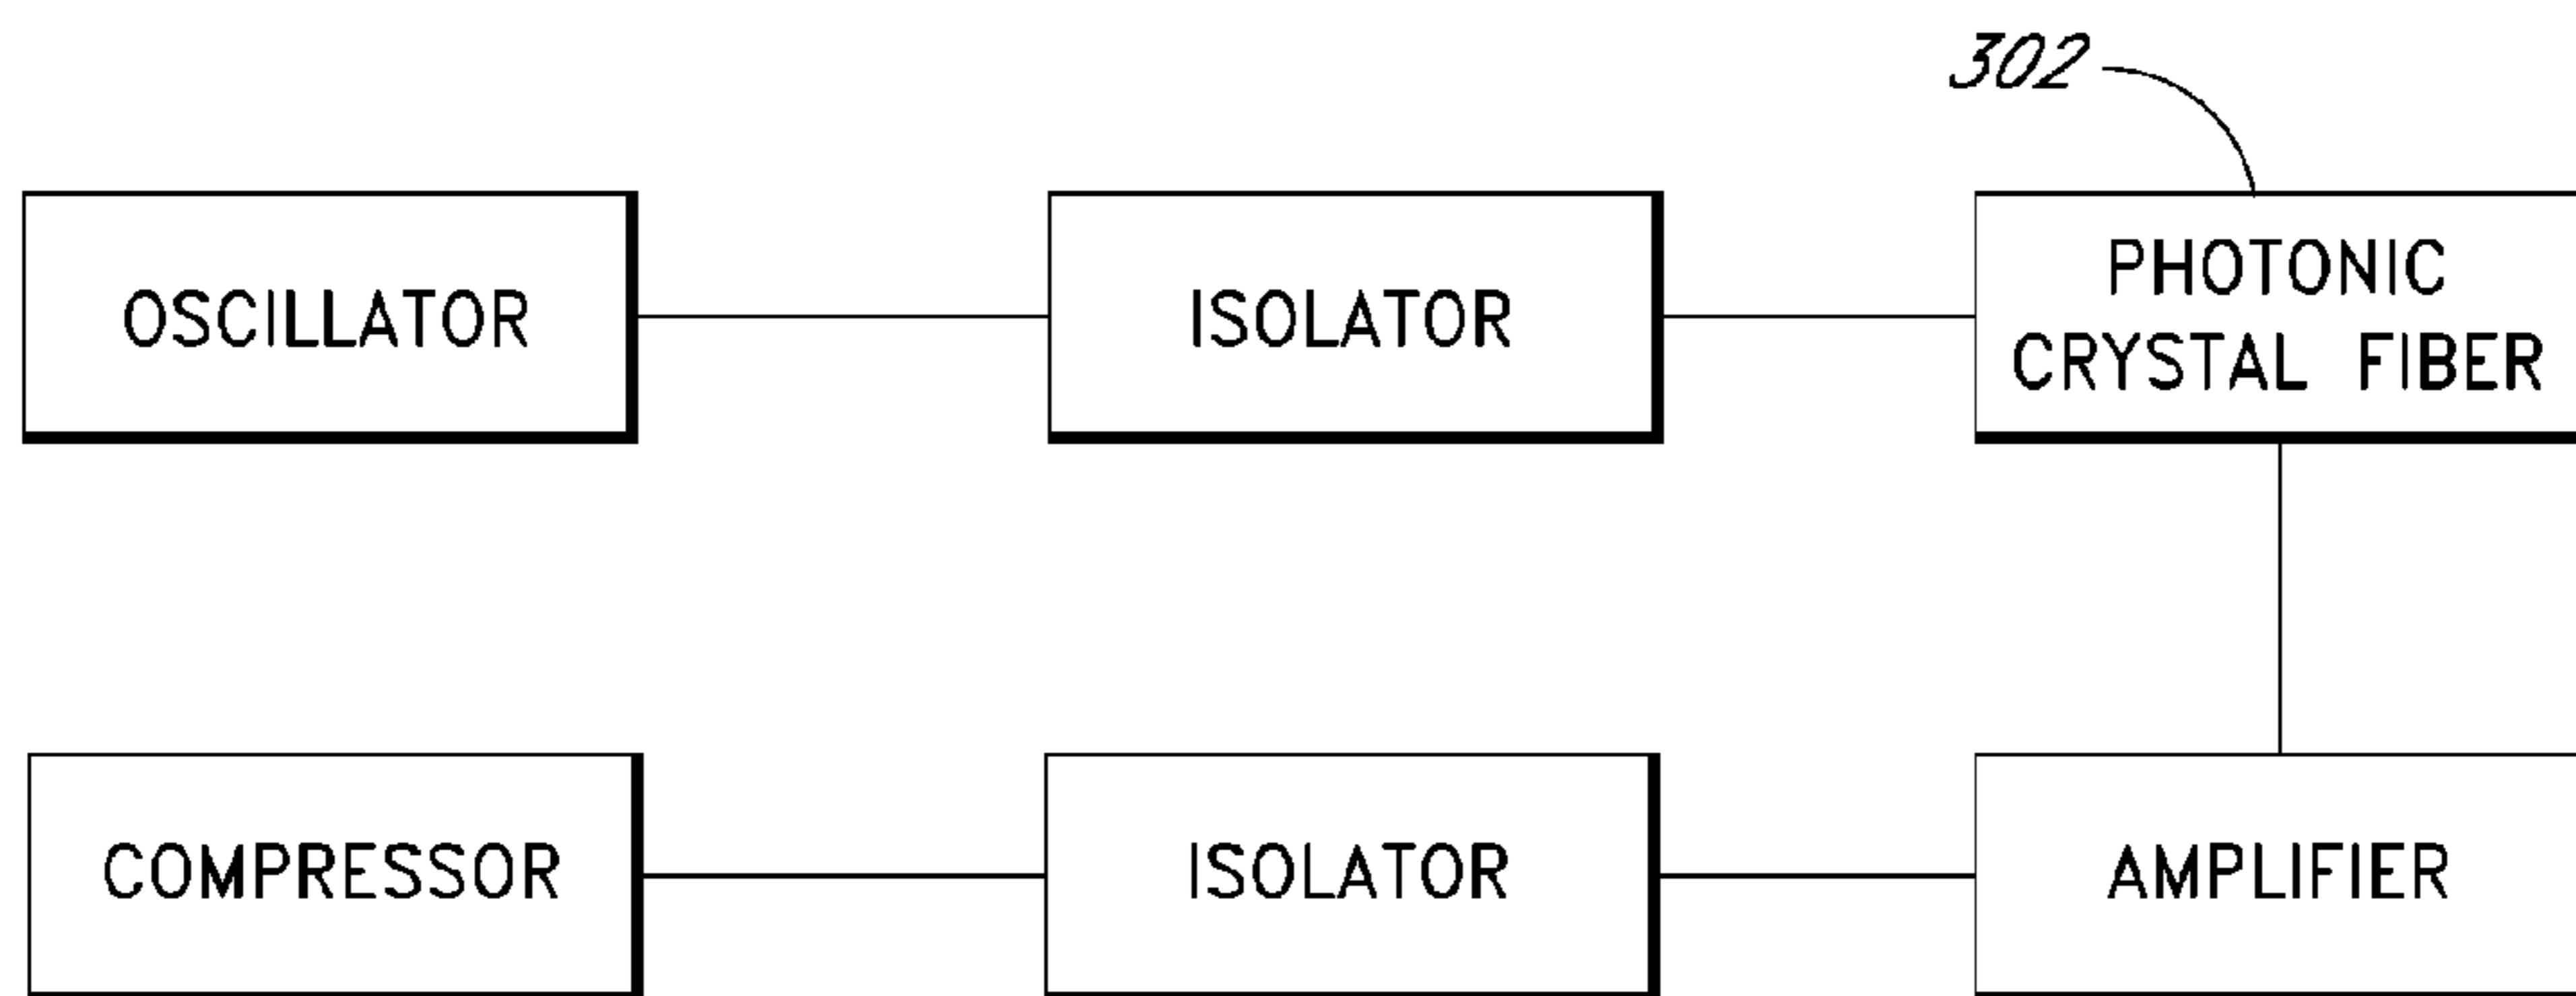 302
OSCILLATOR
ISOLATOR
PHOTONIC
CRYSTAL FIBER
COMPRESSOR
ISOLATOR
AMPLIFIER